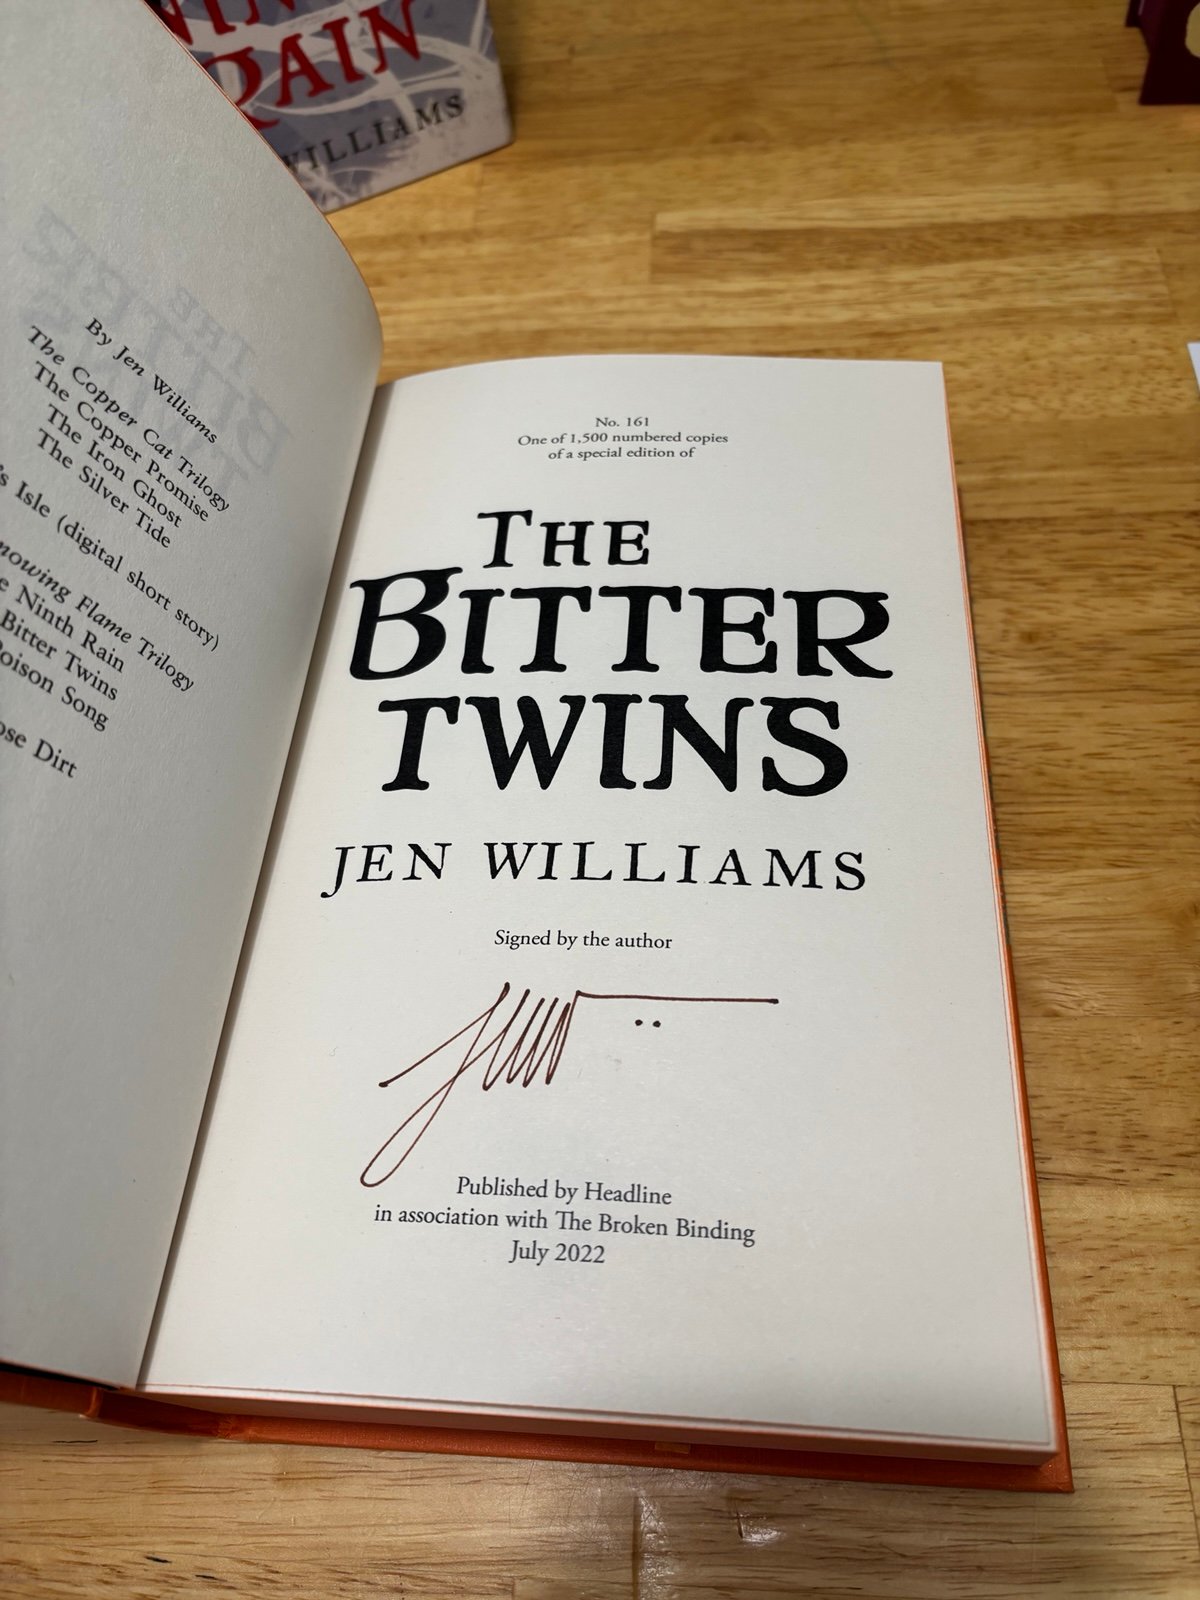 RAIN
WILLIAMS
By Jen Williams
The Copper Cat Trilogy
The Copper Promise
The Iron Ghost
The Silver Tide
's Isle (digital short story)
nowing Flame Trilogy
e Ninth Rain
Bitter Twins
Poison Song
ose Dirt
No. 161
One of 1,500 numbered copies
of a special edition of
THE
BITTER
TWINS
JEN WILLIAMS
Signed by the author
Published by Headline
in association with The Broken Binding
July 2022